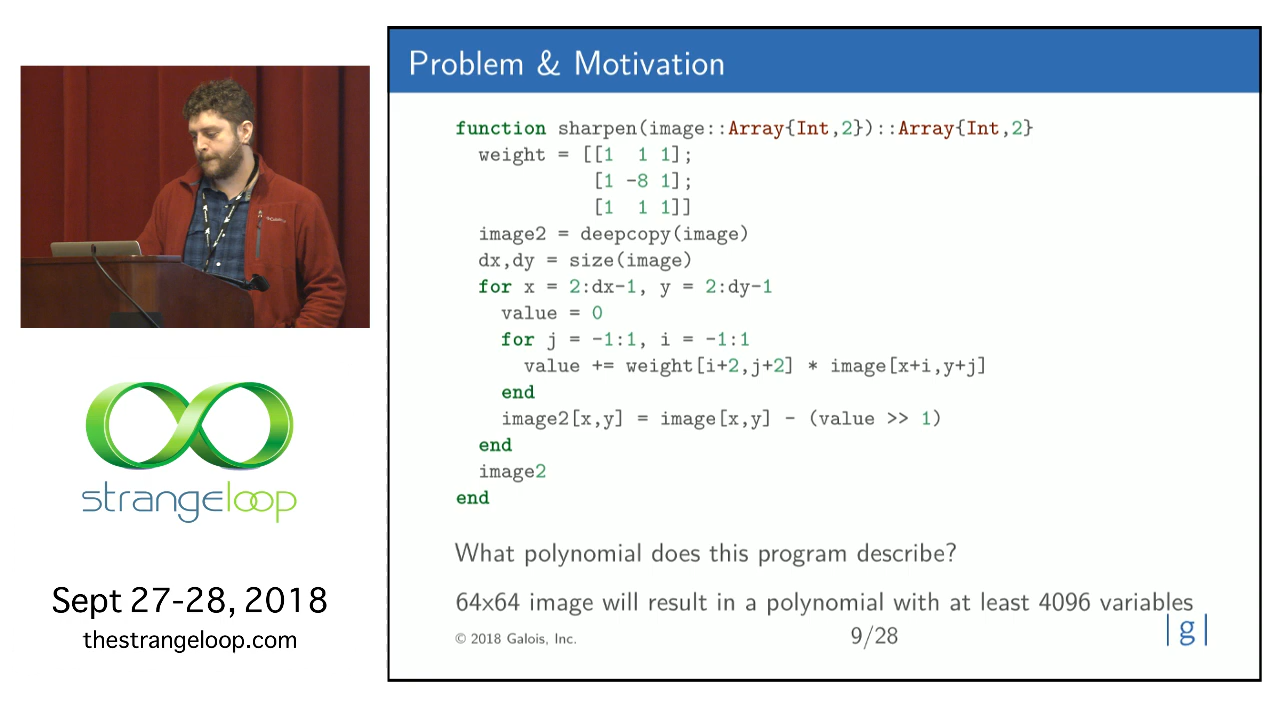 Problem & Motivation
function sharpen(image::Array{Int,2})::Array{Int,2}
  weight = [[1  1 1];
            [1 -8 1];
            [1  1 1]]
  image2 = deepcopy(image)
  dx,dy = size(image)
  for x = 2:dx-1, y = 2:dy-1
    value = 0
    for j = -1:1, i = -1:1
      value += weight[i+2,j+2] * image[x+i,y+j]
    end
    image2[x,y] = image[x,y] - (value >> 1)
  end
  image2
end
What polynomial does this program describe?
64x64 image will result in a polynomial with at least 4096 variables
© 2018 Galois, Inc.
9/28
|g|
strangeloop
Sept 27-28, 2018
thestrangeloop.com